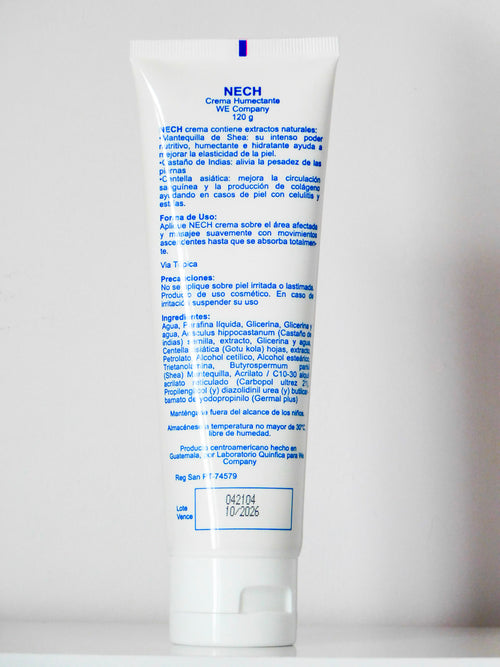 NECH
Crema Humectante
WE Company
120 g
NECH crema contiene extractos naturales:
•Mantequilla de Shea: su intenso poder
nutritivo, humectante e hidratante ayuda a
mejorar la elasticidad de la piel.
•Castaño de Indias: alivia la pesadez de las
piernas
•Centella asiática: mejora la circulación
sanguínea y la producción de colágeno
ayudando en casos de piel con celulitis y
estrías.
Forma de Uso:
Aplique NECH crema sobre el área afectada
y masajee suavemente con movimientos
ascendentes hasta que se absorba totalmen-
te.
Via Tópica
Precauciones:
No se aplique sobre piel irritada o lastimada.
Producto de uso cosmético. En caso de
irritación suspender su uso
Ingredientes:
Agua, Parafina líquida, Glicerina, Glicerina y
agua, Aesculus hippocastanum (Castaño de
indias) semilla, extracto, Glicerina y agua,
Centella asiática (Gotu kola) hojas, extracto,
Petrolato, Alcohol cetílico, Alcohol esteárico,
Trietanolamina, Butyrospermum parkii
(Shea) Mantequilla, Acrilato / C10-30 alquil
acrilato reticulado (Carbopol ultrez 21),
Propilenglicol (y) diazolidinil urea (y) butilcar-
bamato de yodopropinilo (Germal plus)
Manténgase fuera del alcance de los niños.
Almacénese a temperatura no mayor de 30°C
libre de humedad.
Producto centroamericano hecho en
Guatemala, por Laboratorio Quinfica para We
Company
Reg San PT-74579
Lote 042104
Vence 10/2026